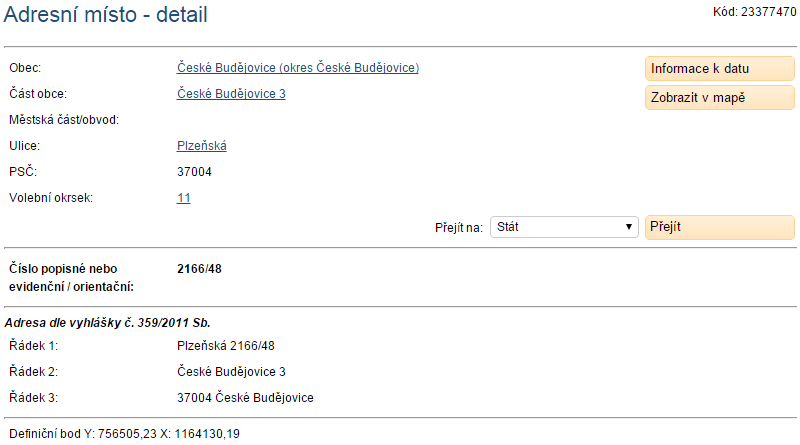 Adresní místo - detail
Kód: 23377470
Obec: České Budějovice (okres České Budějovice)
Informace k datu
Část obce: České Budějovice 3
Zobrazit v mapě
Městská část/obvod:
Ulice: Plzeňská
PSČ: 37004
Volební okrsek: 11
Přejít na: Stát ▼ Přejít
Číslo popisné nebo
evidenční / orientační: 2166/48
Adresa dle vyhlášky č. 359/2011 Sb.
Řádek 1: Plzeňská 2166/48
Řádek 2: České Budějovice 3
Řádek 3: 37004 České Budějovice
Definiční bod Y: 756505,23 X: 1164130,19